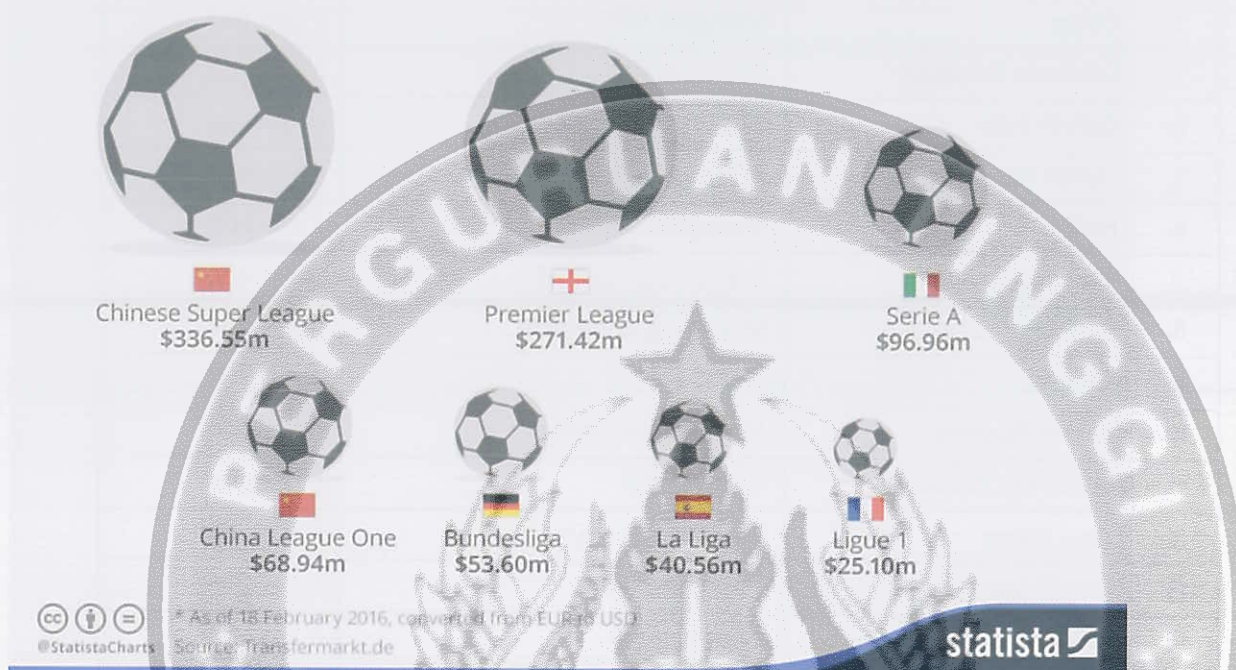 Chinese Super League
$336.55m
Premier League
$271.42m
Serie A
$96.96m
China League One
$68.94m
Bundesliga
$53.60m
La Liga
$40.56m
Ligue 1
$25.10m
* As of 18 February 2016, converted from EUR to USD
@StatistaCharts Source: Transfermarkt.de
statista
PERGURUAN TINGGI